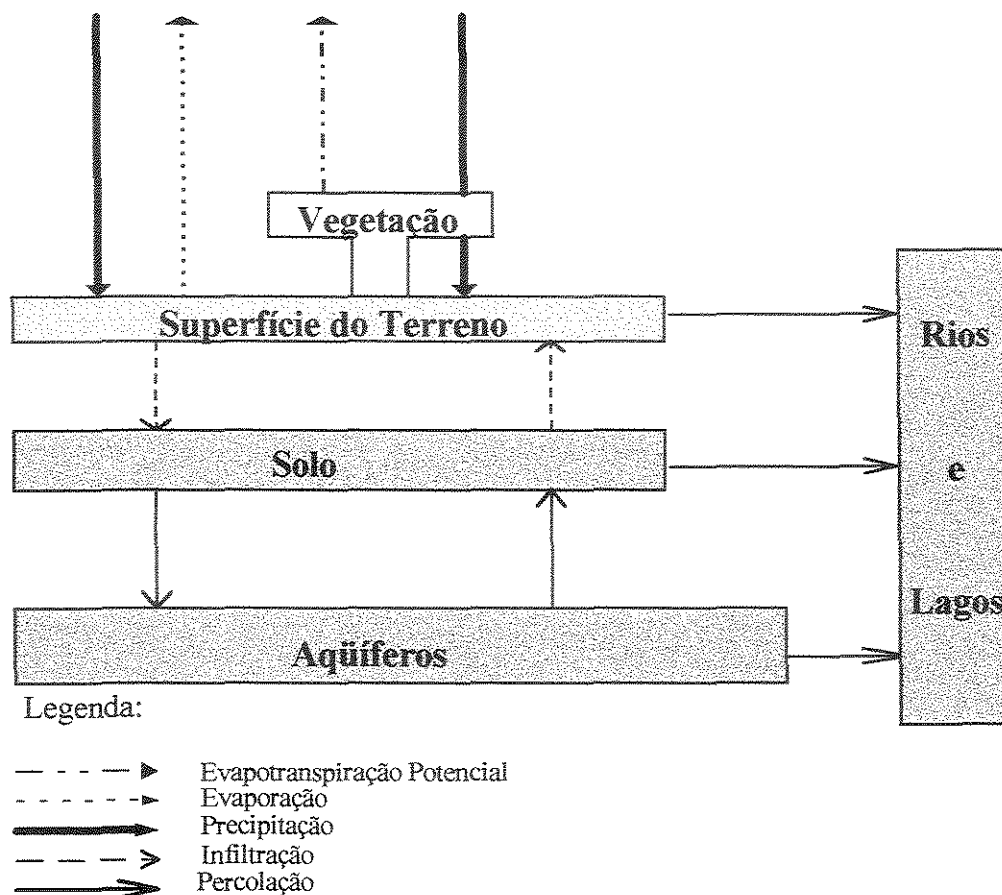 Vegetação
Superfície do Terreno
Rios
e
Lagos
Solo
Aqüíferos
Legenda:
Evapotranspiração Potencial
Evaporação
Precipitação
Infiltração
Percolação